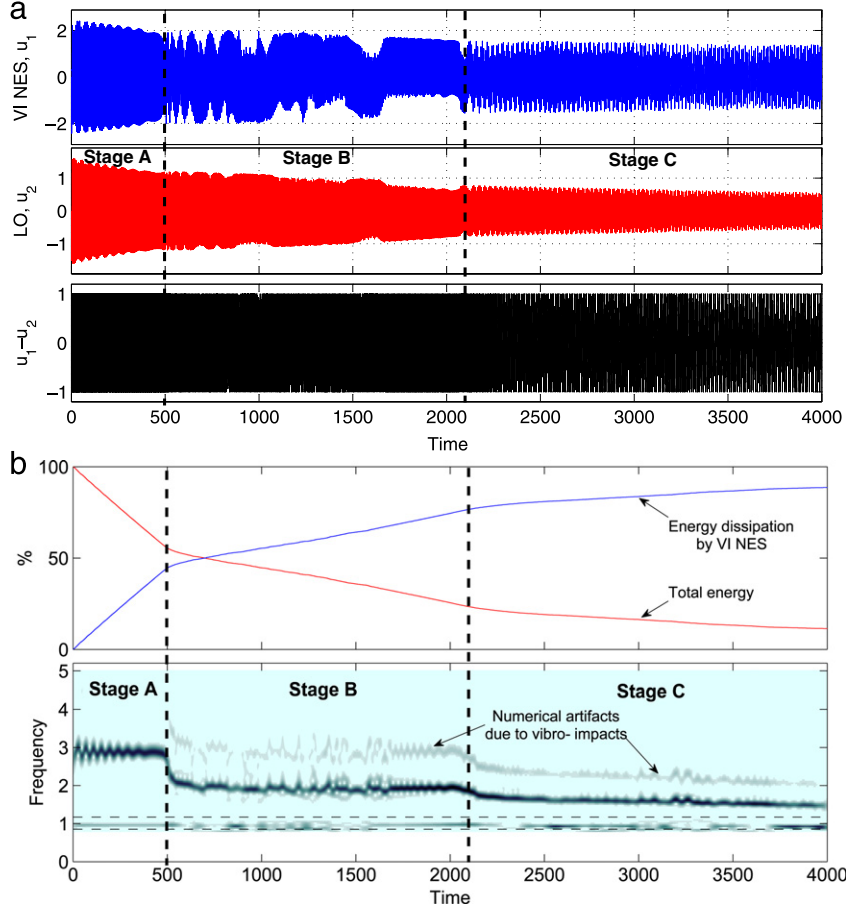 a
VI NES, u1
2
0
−2
Stage A
Stage B
Stage C
LO, u2
1
0
−1
u1−u2
1
0
−1
0 500 1000 1500 2000 2500 3000 3500 4000
Time
b
%
100
50
0
Energy dissipation
by VI NES
Total energy
Frequency
5
4
3
2
1
0
Stage A
Stage B
Stage C
Numerical artifacts
due to vibro- impacts
0 500 1000 1500 2000 2500 3000 3500 4000
Time